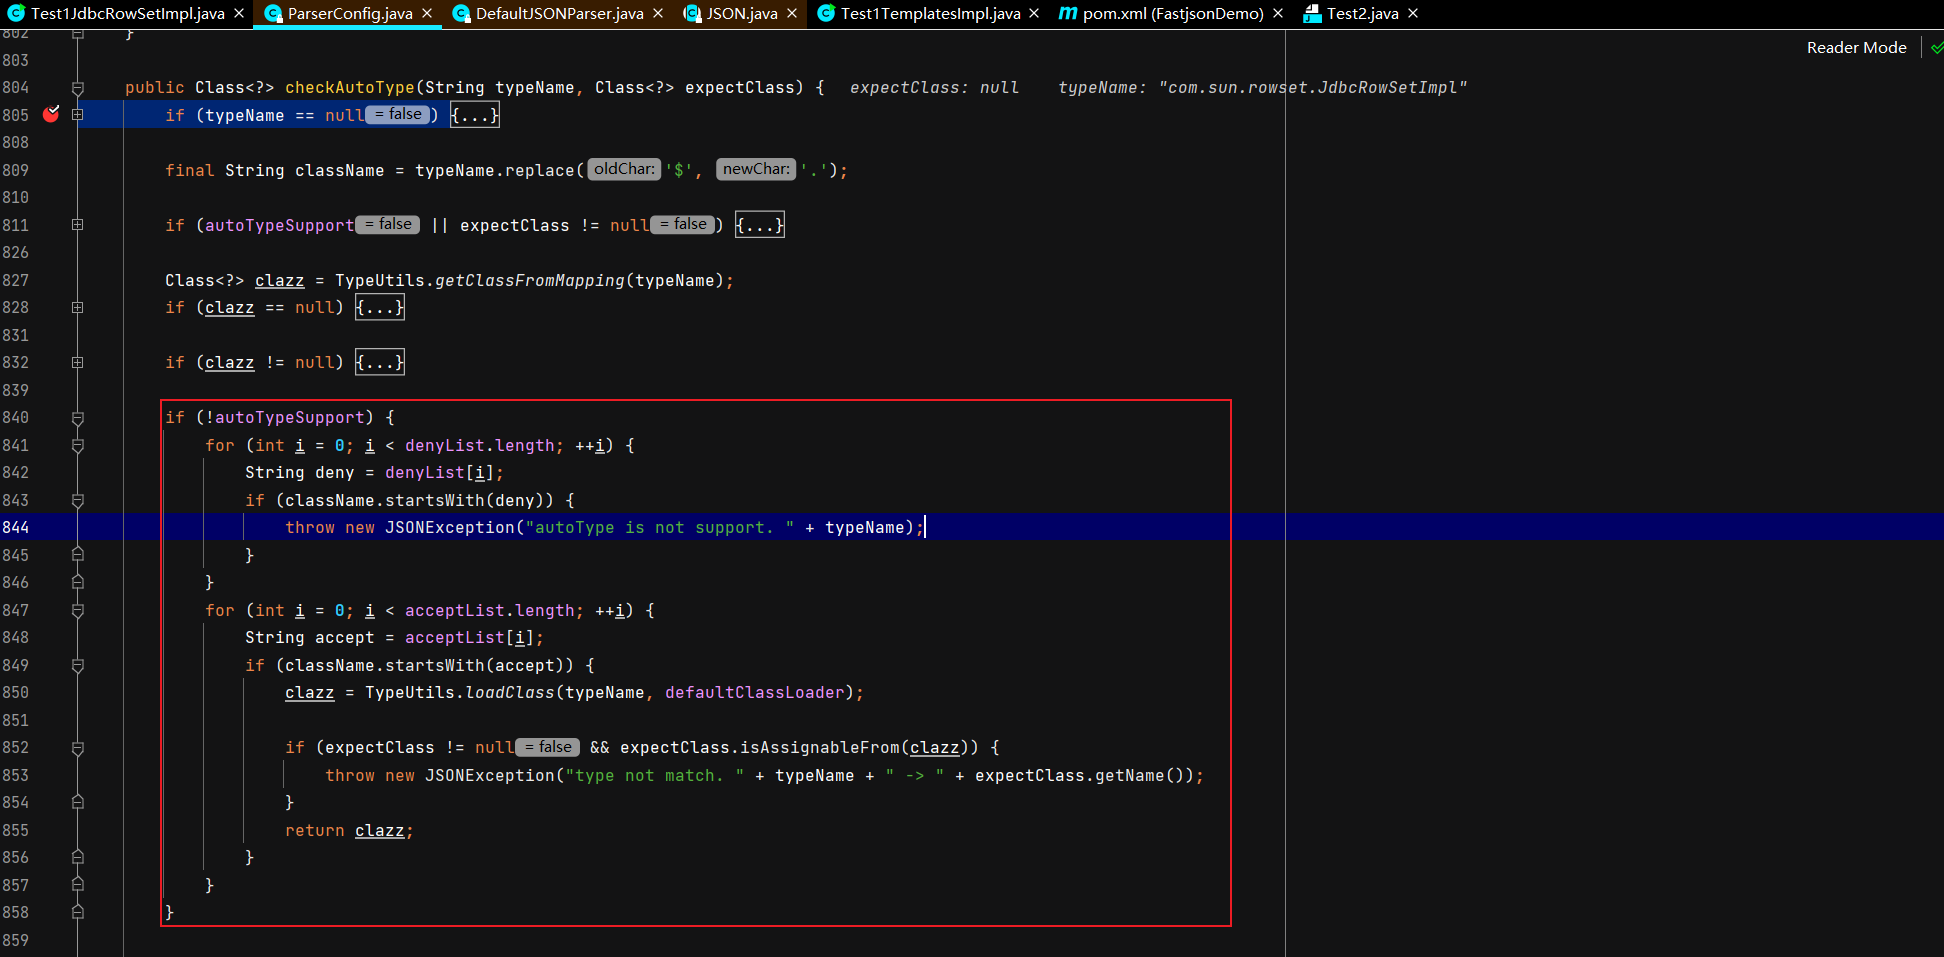 Test1JdbcRowSetImpl.java × ParserConfig.java × DefaultJSONParser.java × JSON.java × Test1TemplatesImpl.java × pom.xml (FastjsonDemo) × Test2.java ×
Reader Mode
802 }
803
804 public Class<?> checkAutoType(String typeName, Class<?> expectClass) { expectClass: null typeName: "com.sun.rowset.JdbcRowSetImpl"
805 if (typeName == null = false ) {...}
808
809 final String className = typeName.replace( oldChar: '$', newChar: '.');
810
811 if (autoTypeSupport = false || expectClass != null = false ) {...}
826
827 Class<?> clazz = TypeUtils.getClassFromMapping(typeName);
828 if (clazz == null) {...}
831
832 if (clazz != null) {...}
839
840 if (!autoTypeSupport) {
841 for (int i = 0; i < denyList.length; ++i) {
842 String deny = denyList[i];
843 if (className.startsWith(deny)) {
844 throw new JSONException("autoType is not support. " + typeName);
845 }
846 }
847 for (int i = 0; i < acceptList.length; ++i) {
848 String accept = acceptList[i];
849 if (className.startsWith(accept)) {
850 clazz = TypeUtils.loadClass(typeName, defaultClassLoader);
851
852 if (expectClass != null = false && expectClass.isAssignableFrom(clazz)) {
853 throw new JSONException("type not match. " + typeName + " -> " + expectClass.getName());
854 }
855 return clazz;
856 }
857 }
858 }
859